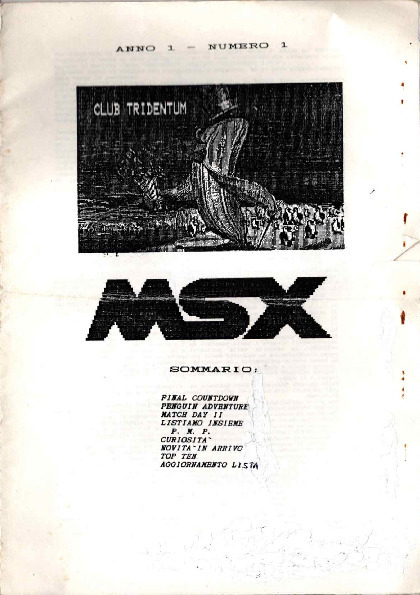 ANNO 1 - NUMERO 1
CLUB TRIDENTUM
MSX
SOMMARIO:
FINAL COUNTDOWN
PENGUIN ADVENTURE
MATCH DAY II
LISTIAMO INSIEME
P. M. P.
CURIOSITA`
NOVITA` IN ARRIVO
TOP TEN
AGGIORNAMENTO LISTA